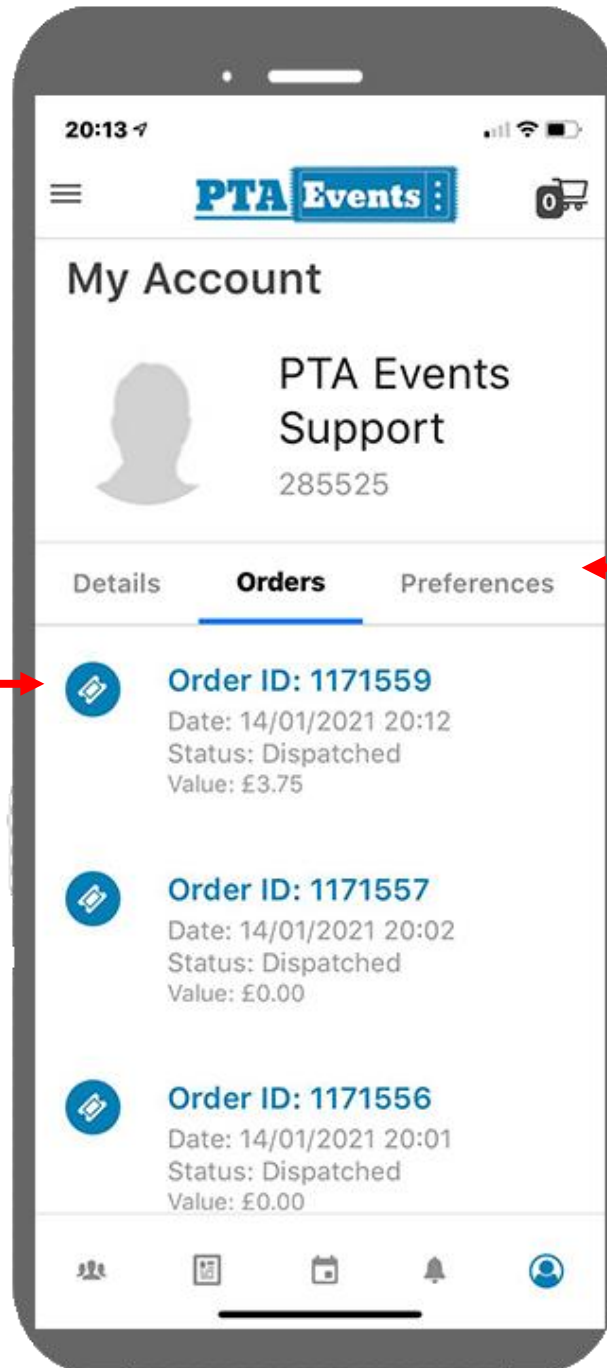 20:13
PTA Events
0
My Account
PTA Events
Support
285525
Details Orders Preferences
Order ID: 1171559
Date: 14/01/2021 20:12
Status: Dispatched
Value: £3.75
Order ID: 1171557
Date: 14/01/2021 20:02
Status: Dispatched
Value: £0.00
Order ID: 1171556
Date: 14/01/2021 20:01
Status: Dispatched
Value: £0.00